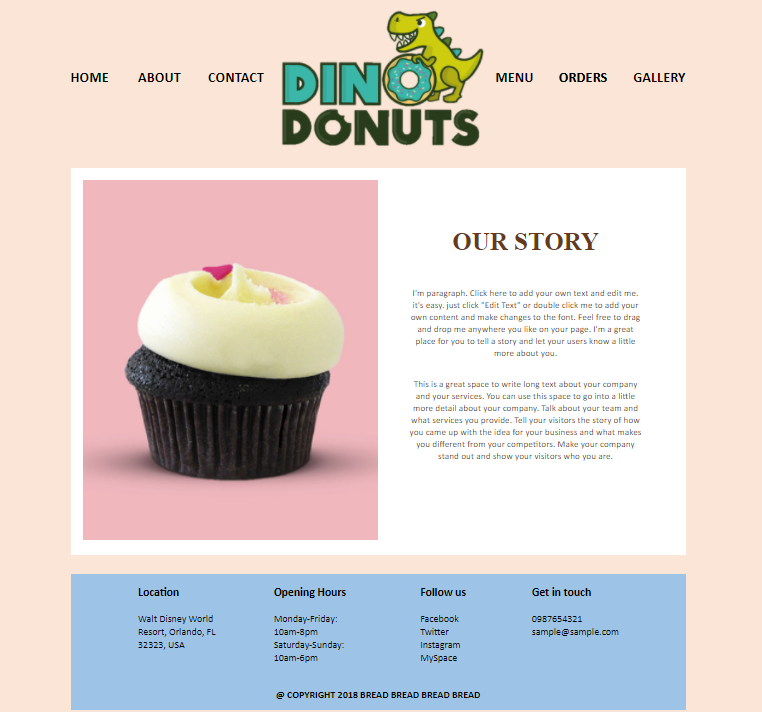 HOME ABOUT CONTACT MENU ORDERS GALLERY
DINO
DONUTS
OUR STORY
I'm paragraph. Click here to add your own text and edit me.
it's easy. just click "Edit Text" or double click me to add your
own content and make changes to the font. Feel free to drag
and drop me anywhere you like on your page. I'm a great
place for you to tell a story and let your users know a little
more about you.
This is a great space to write long text about your company
and your services. You can use this space to go into a little
more detail about your company. Talk about your team and
what services you provide. Tell your visitors the story of how
you came up with the idea for your business and what makes
you different from your competitors. Make your company
stand out and show your visitors who you are.
Location
Walt Disney World
Resort, Orlando, FL
32323, USA
Opening Hours
Monday-Friday:
10am-8pm
Saturday-Sunday:
10am-6pm
Follow us
Facebook
Twitter
Instagram
MySpace
Get in touch
0987654321
sample@sample.com
@ COPYRIGHT 2018 BREAD BREAD BREAD BREAD